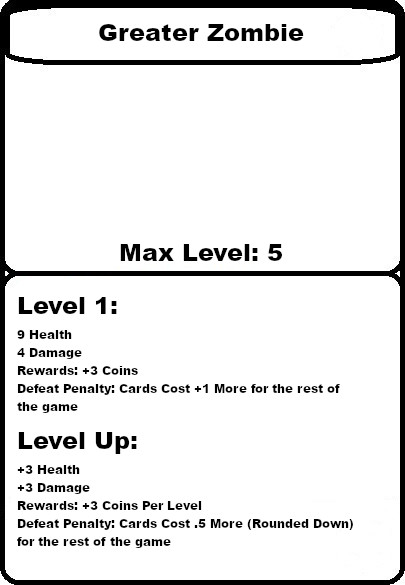 Greater Zombie
Max Level: 5
Level 1:
9 Health
4 Damage
Rewards: +3 Coins
Defeat Penalty: Cards Cost +1 More for the rest of
the game
Level Up:
+3 Health
+3 Damage
Rewards: +3 Coins Per Level
Defeat Penalty: Cards Cost .5 More (Rounded Down)
for the rest of the game